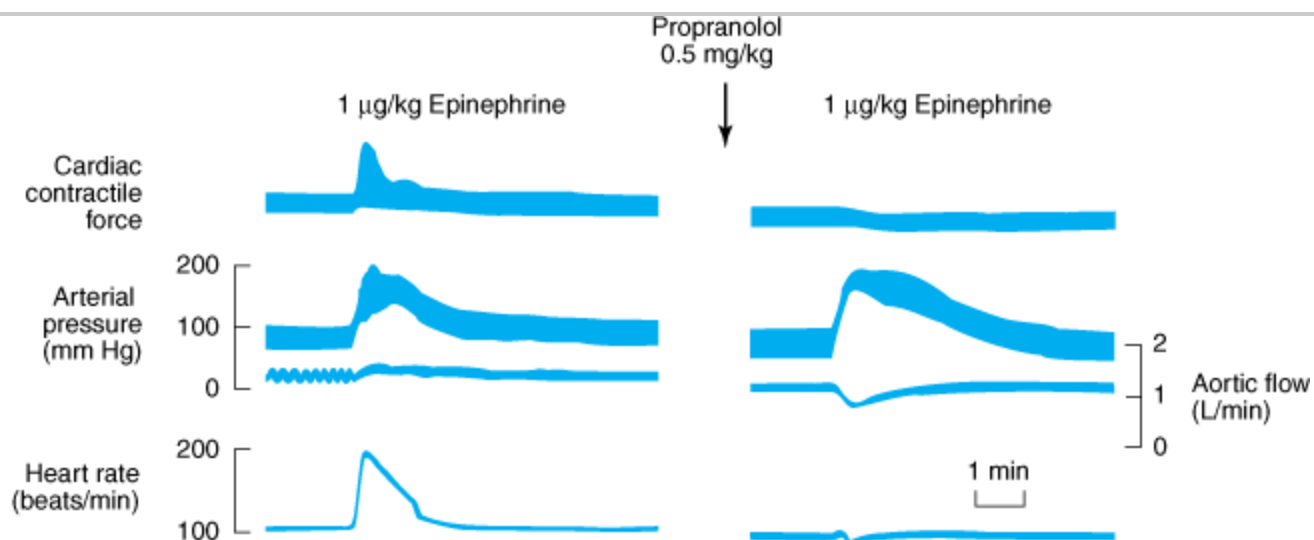 Propranolol
0.5 mg/kg
1 μg/kg Epinephrine
1 μg/kg Epinephrine
Cardiac
contractile
force
200
Arterial
pressure
(mm Hg)
100
0
2
1
0
Aortic flow
(L/min)
200
Heart rate
(beats/min)
100
1 min